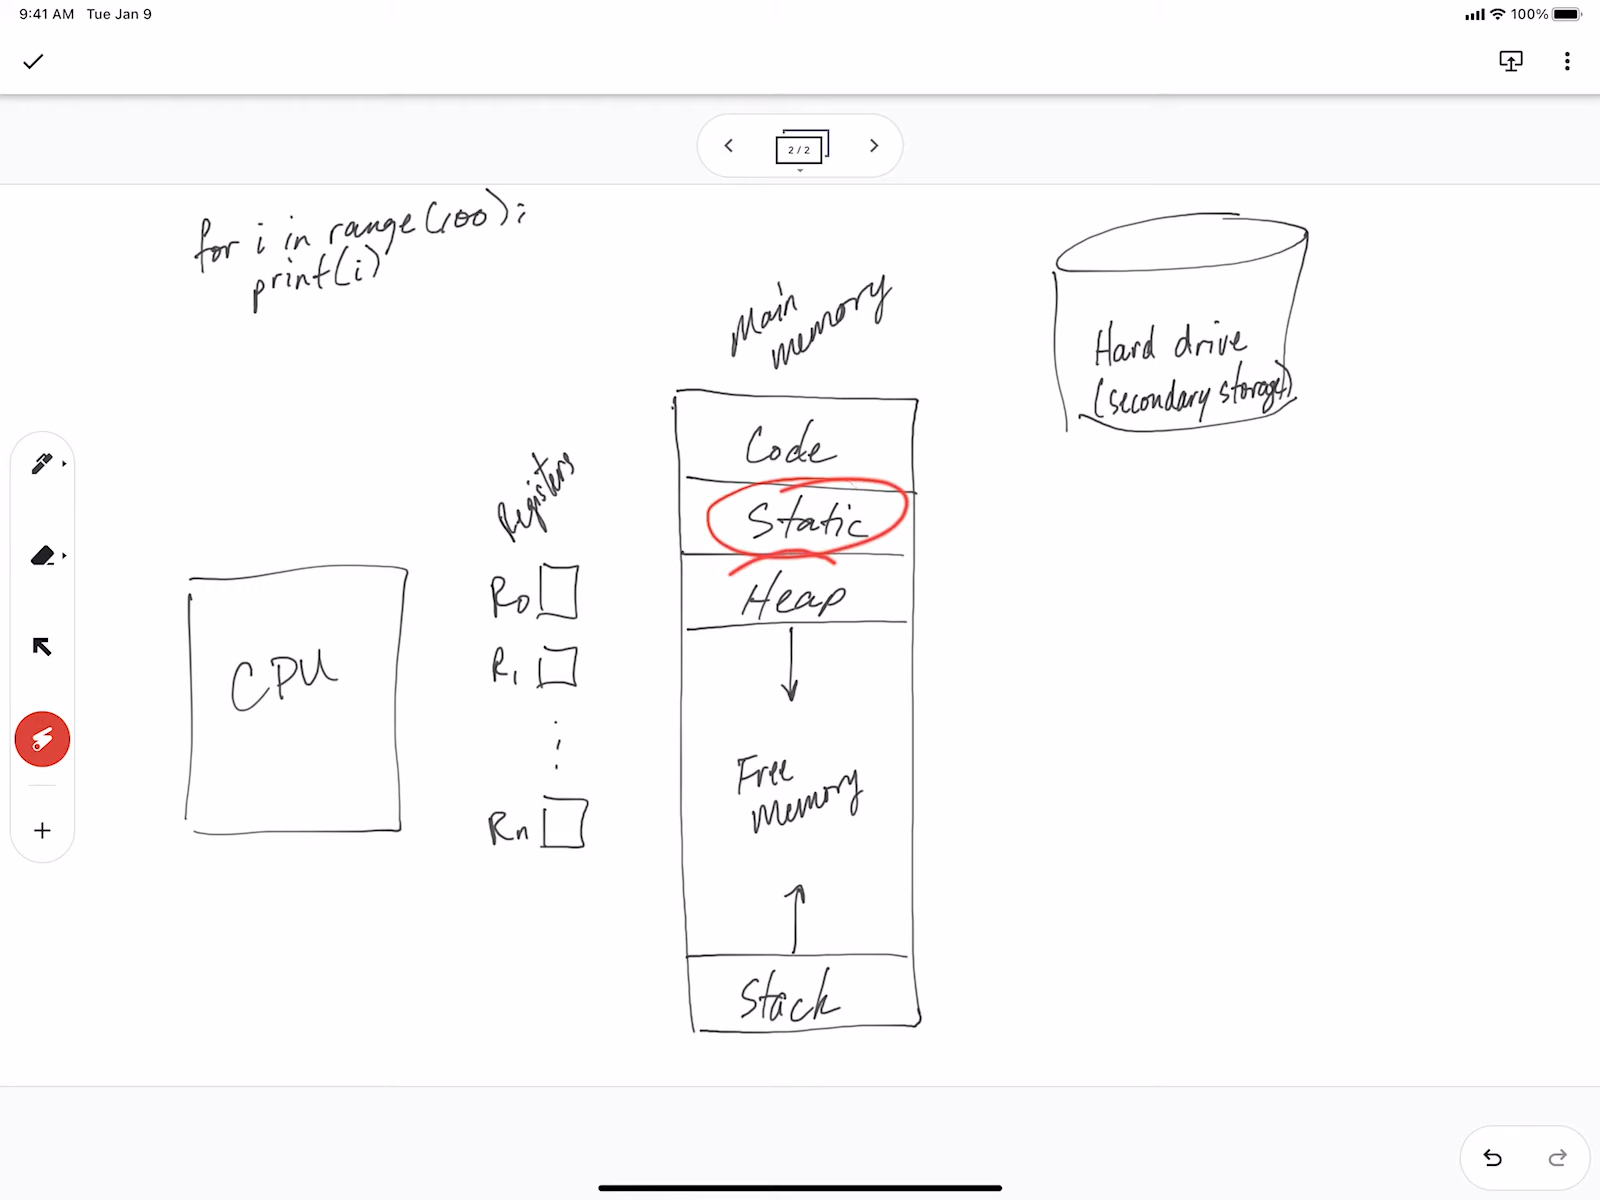 9:41 AM Tue Jan 9
100%
2 / 2
for i in range(100):
print(i)
Main
memory
Hard drive
(secondary storage)
Code
Static
Heap
Registers
R0
R1
Rn
CPU
Free
memory
Stack